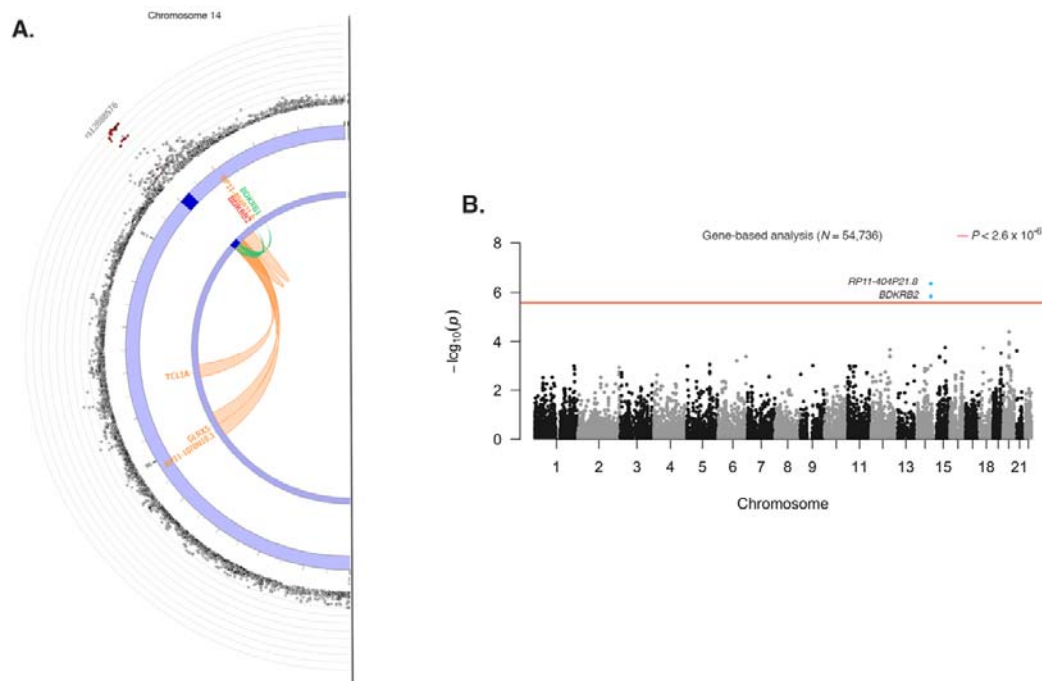 Chromosome 14
A.
BDKRB1
BDKRB2
TCL1A
GLRX5
B.
Gene-based analysis (N = 54,736)
P < 2.6 x 10⁻⁶
RP11-404P21.8
BDKRB2
−log₁₀(p)
8
6
4
2
0
1 2 3 4 5 6 7 8 9 11 13 15 18 21
Chromosome